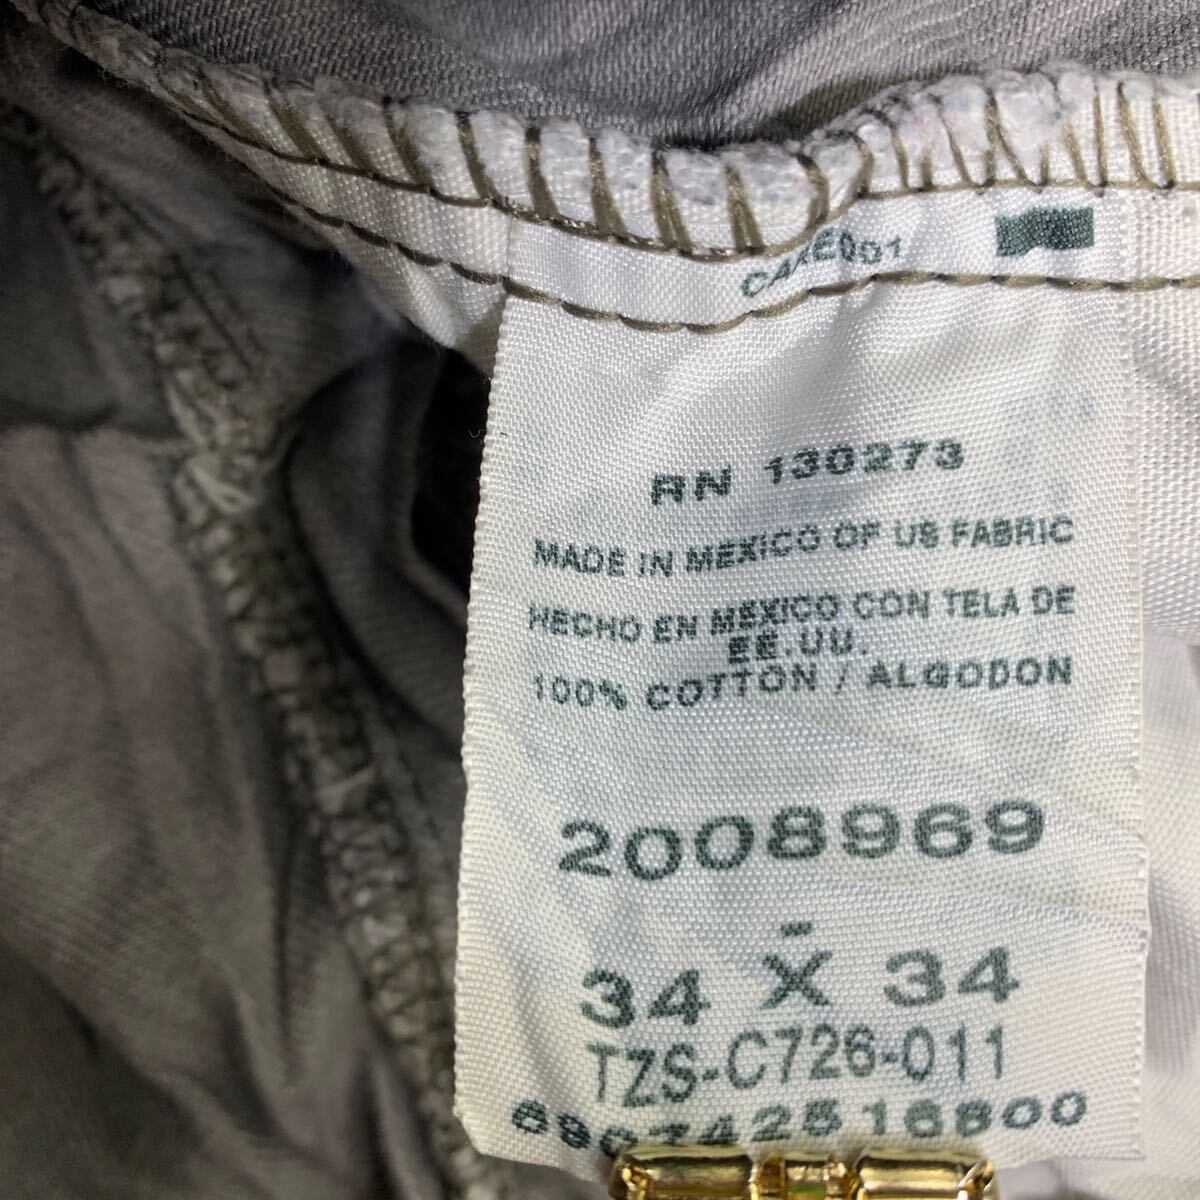 CARE001
RN 130273
MADE IN MEXICO OF US FABRIC
HECHO EN MEXICO CON TELA DE
EE.UU.
100% COTTON / ALGODON
2008969
-
34 X 34
TZS-C726-011
690742516800